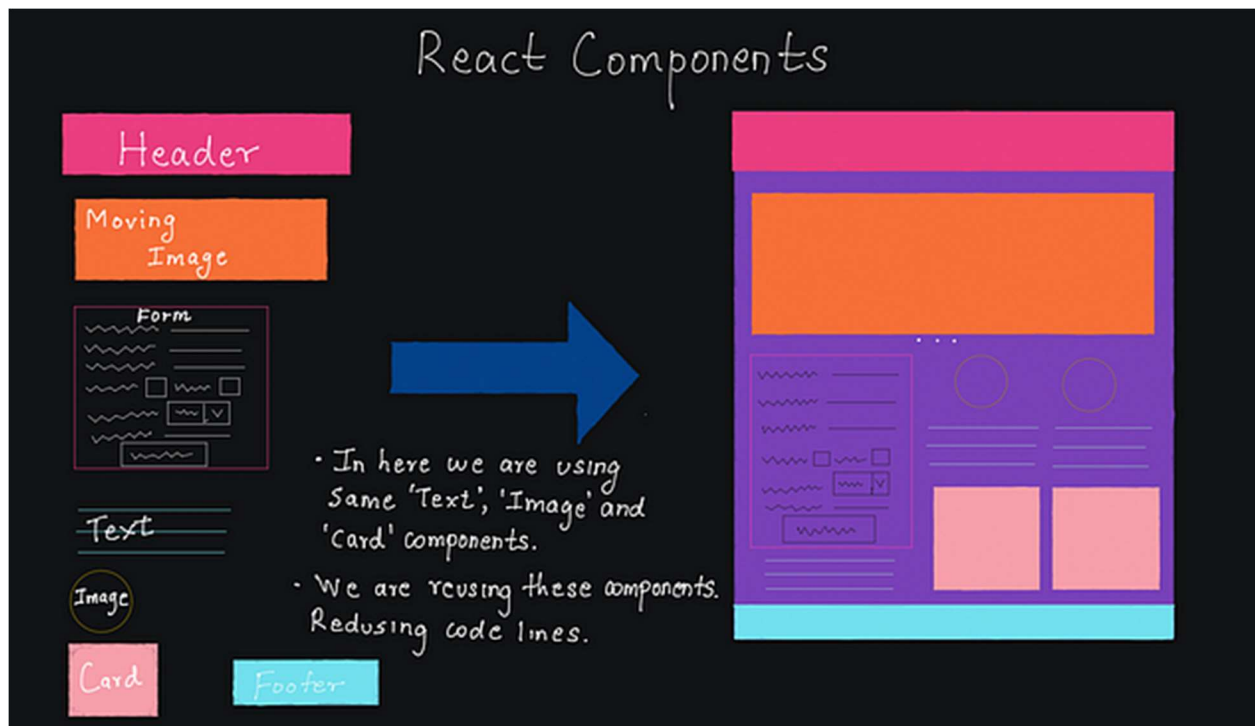 React Components
Header
Moving
Image
Form
Text
Image
Card
Footer
· In here we are using
Same 'Text', 'Image' and
'Card' components.
· We are reusing these components.
Redusing code lines.